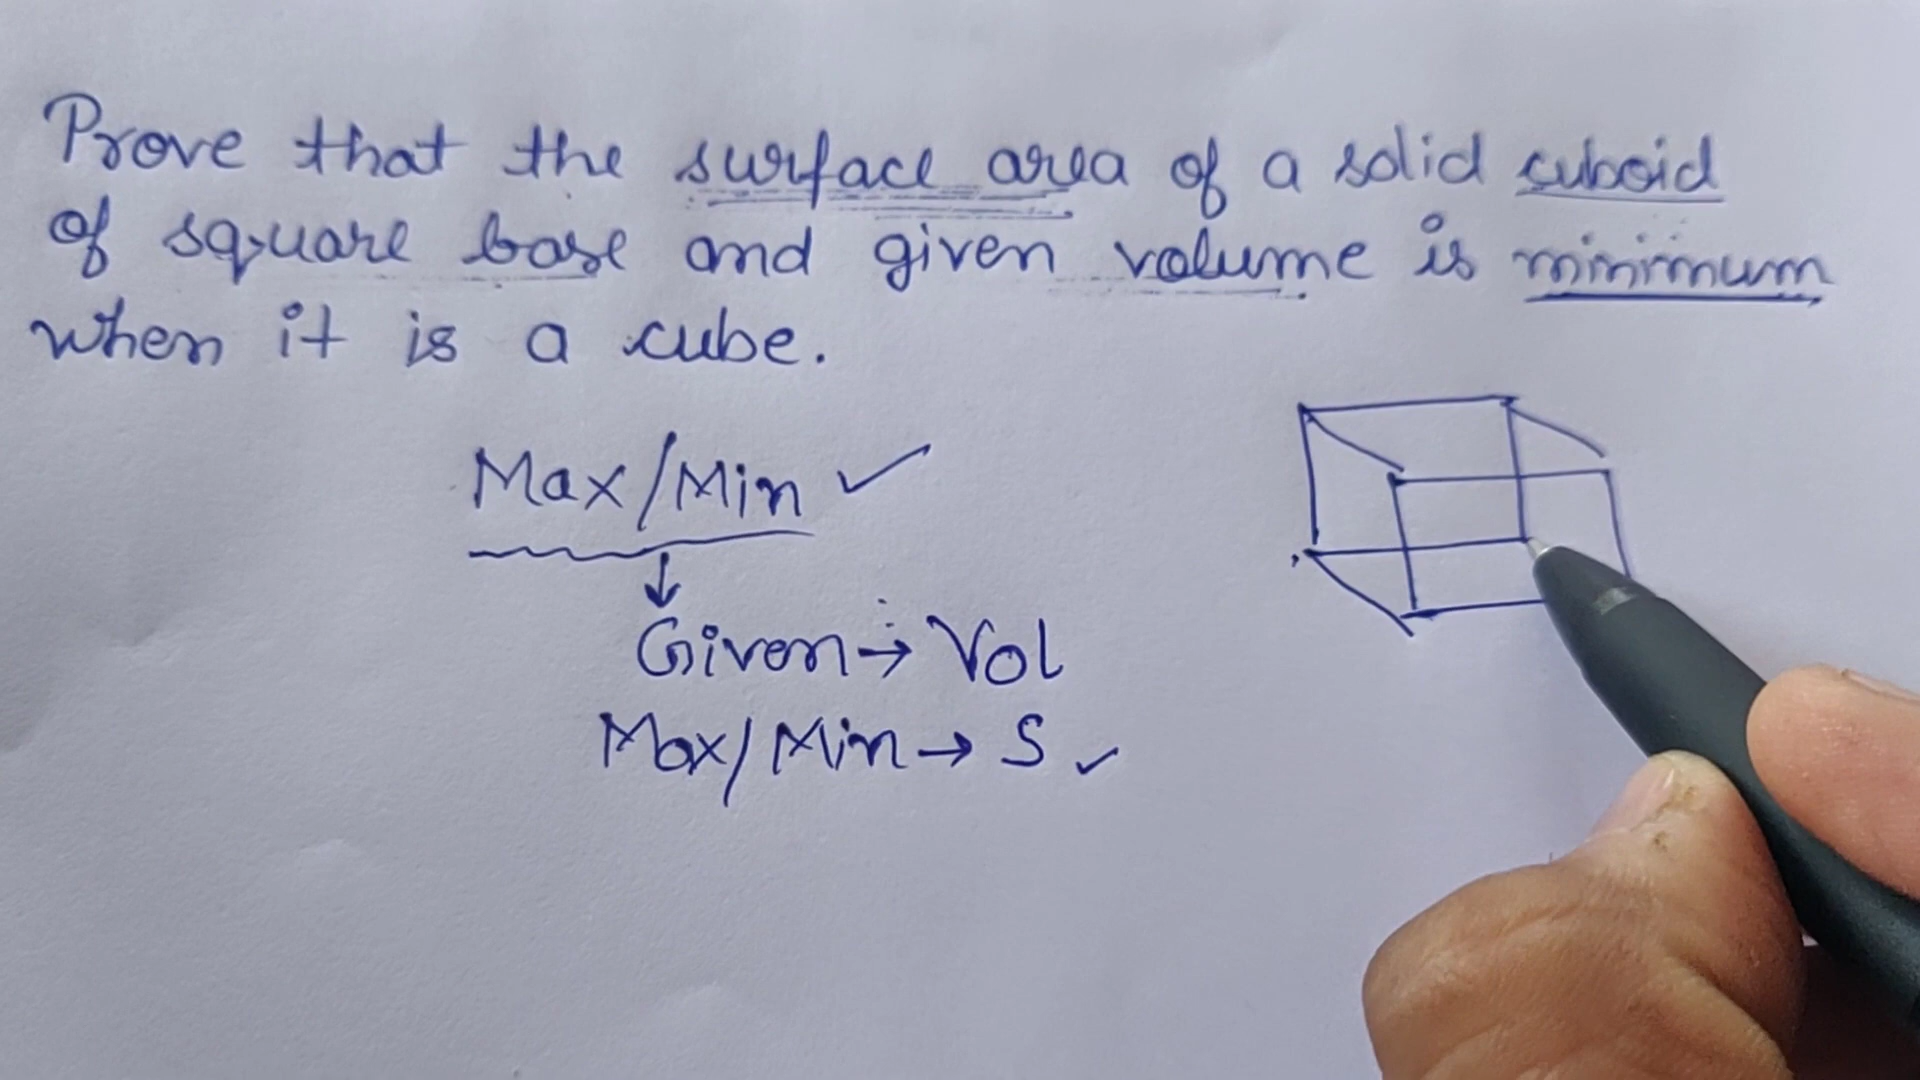 Prove that the surface area of a solid cuboid
of square base and given volume is minimum
when it is a cube.
Max/Min ✓
↓
Given → Vol
Max/Min → S ✓